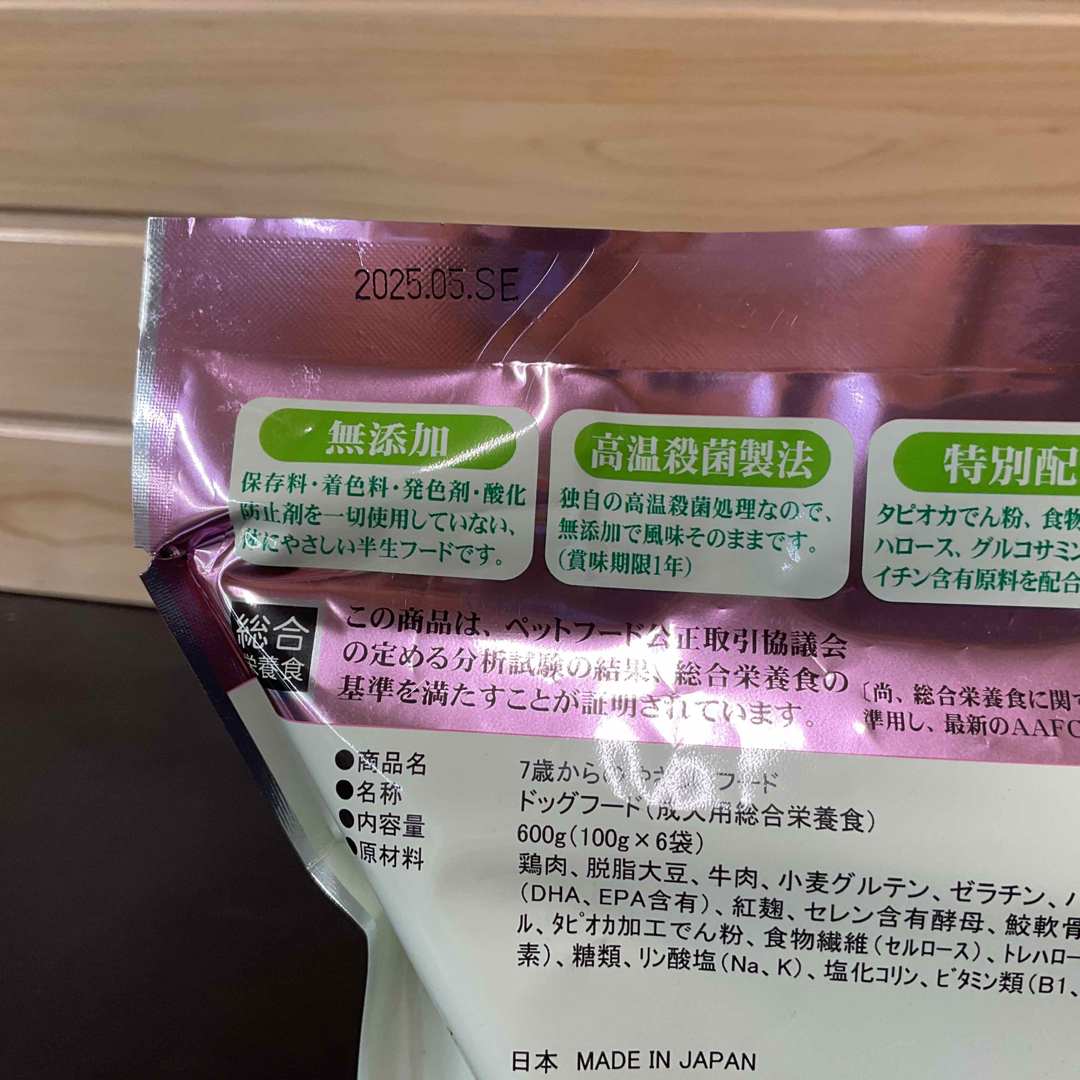 2025.05.SE
無添加
保存料・着色料・発色剤・酸化
防止剤を一切使用していない、
体にやさしい半生フードです。
高温殺菌製法
独自の高温殺菌処理なので、
無添加で風味そのままです。
(賞味期限1年)
特別配
タピオカでん粉、食物
ハロース、グルコサミン
イチン含有原料を配合
総合
栄養食
この商品は、ペットフード公正取引協議会
の定める分析試験の結果、総合栄養食の
基準を満たすことが証明されています。
〔尚、総合栄養食に関
準用し、最新のAAFC
●商品名 7歳からの フード
●名称 ドッグフード(成犬用総合栄養食)
●内容量 600g(100g×6袋)
●原材料 鶏肉、脱脂大豆、牛肉、小麦グルテン、ゼラチン、
(DHA、EPA含有)、紅麹、セレン含有酵母、鮫軟骨
ル、タピオカ加工でん粉、食物繊維(セルロース)、トレハロー
素)、糖類、リン酸塩(Na、K)、塩化コリン、ビタミン類(B1、
日本 MADE IN JAPAN